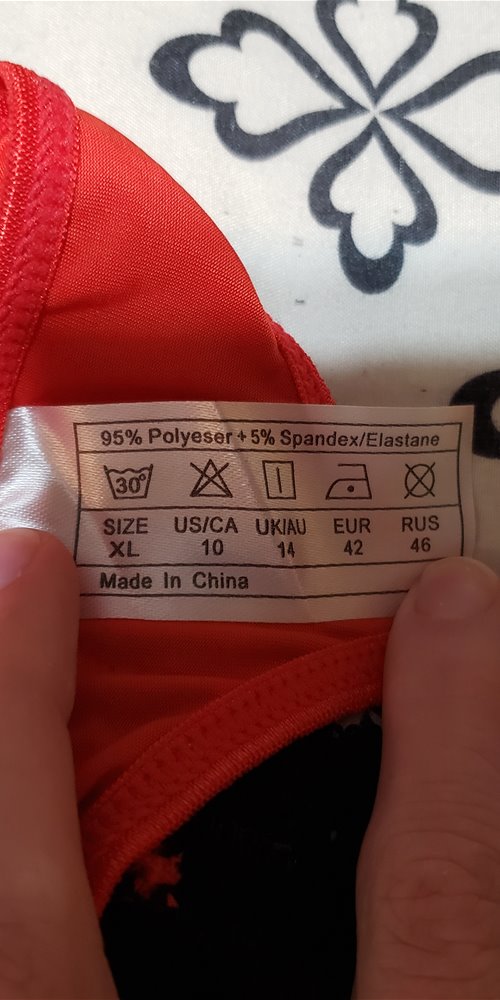 95% Polyeser + 5% Spandex/Elastane
30°
SIZE US/CA UK/AU EUR RUS
XL 10 14 42 46
Made In China